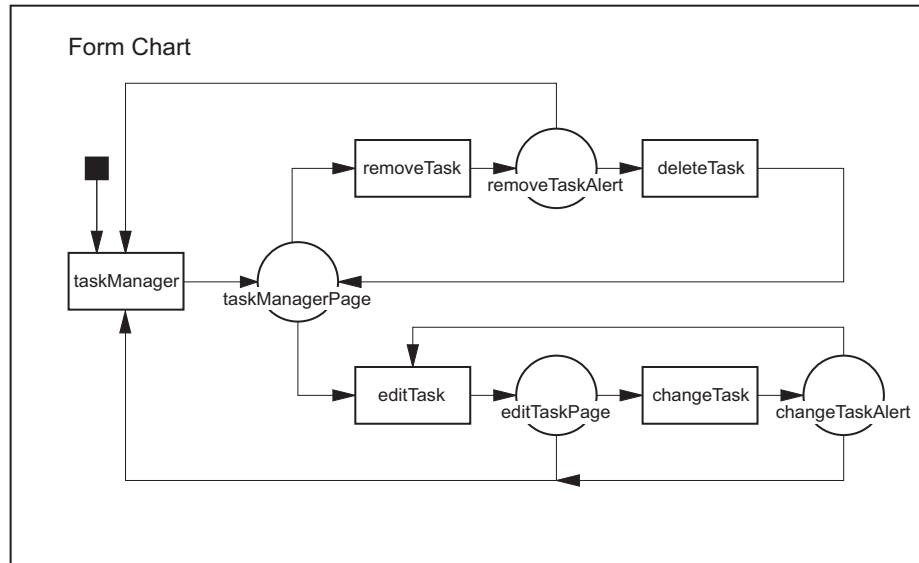 Form Chart
removeTask
removeTaskAlert
deleteTask
taskManager
taskManagerPage
editTask
editTaskPage
changeTask
changeTaskAlert